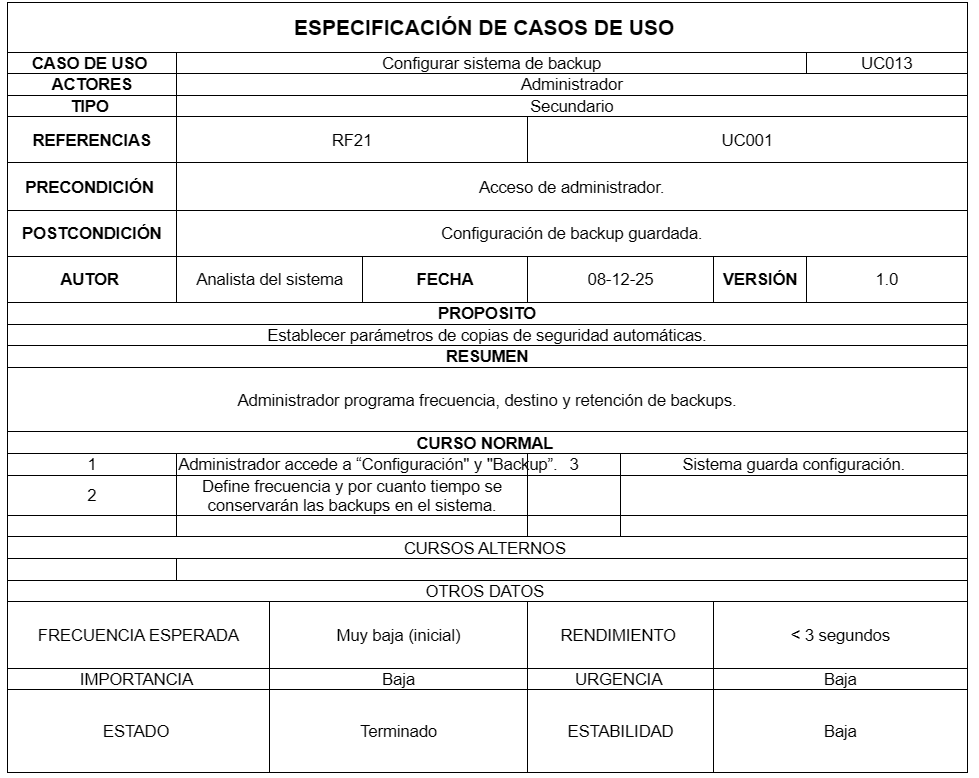 ESPECIFICACIÓN DE CASOS DE USO
CASO DE USO Configurar sistema de backup UC013
ACTORES Administrador
TIPO Secundario
REFERENCIAS RF21 UC001
PRECONDICIÓN Acceso de administrador.
POSTCONDICIÓN Configuración de backup guardada.
AUTOR Analista del sistema FECHA 08-12-25 VERSIÓN 1.0
PROPOSITO
Establecer parámetros de copias de seguridad automáticas.
RESUMEN
Administrador programa frecuencia, destino y retención de backups.
CURSO NORMAL
1 Administrador accede a “Configuración" y "Backup”. 3 Sistema guarda configuración.
2 Define frecuencia y por cuanto tiempo se
conservarán las backups en el sistema.
CURSOS ALTERNOS
OTROS DATOS
FRECUENCIA ESPERADA Muy baja (inicial) RENDIMIENTO < 3 segundos
IMPORTANCIA Baja URGENCIA Baja
ESTADO Terminado ESTABILIDAD Baja